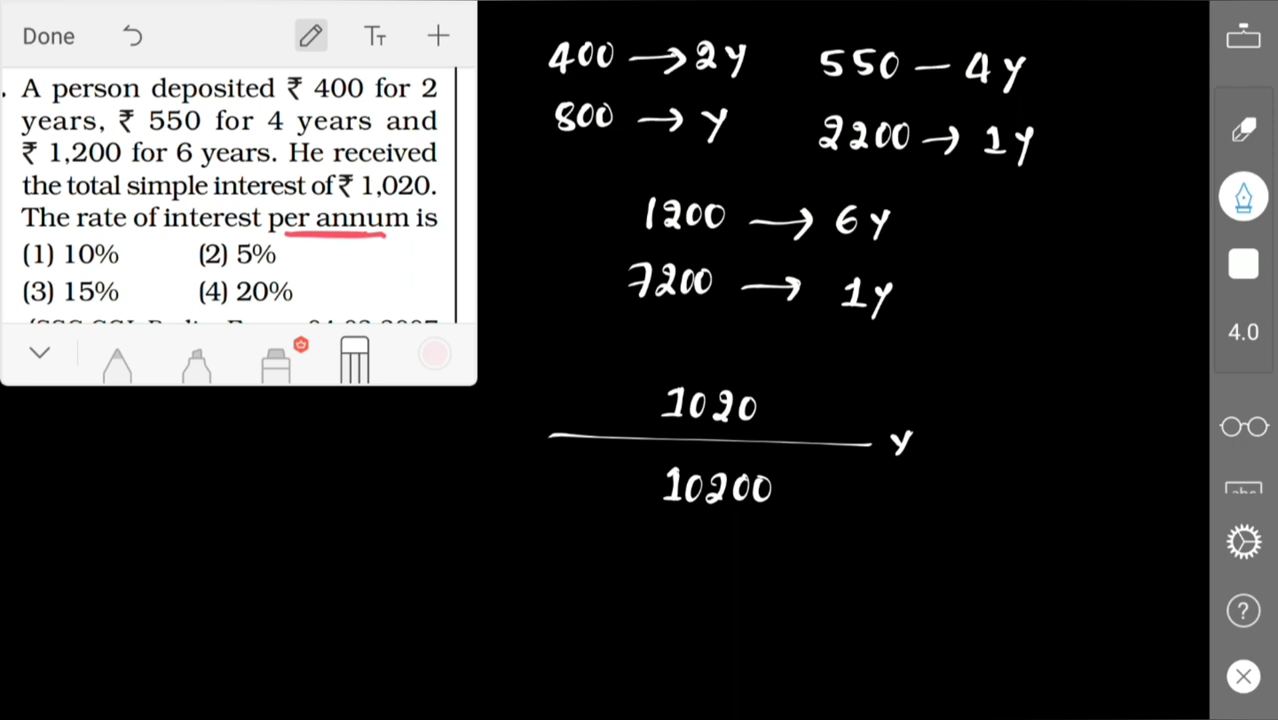 Done
Tт
. A person deposited ₹ 400 for 2
years, ₹ 550 for 4 years and
₹ 1,200 for 6 years. He received
the total simple interest of ₹ 1,020.
The rate of interest per annum is
(1) 10% (2) 5%
(3) 15% (4) 20%
400 → 2y
800 → y
550 – 4y
2200 → 1y
1200 → 6y
7200 → 1y
1020
y
10200
4.0